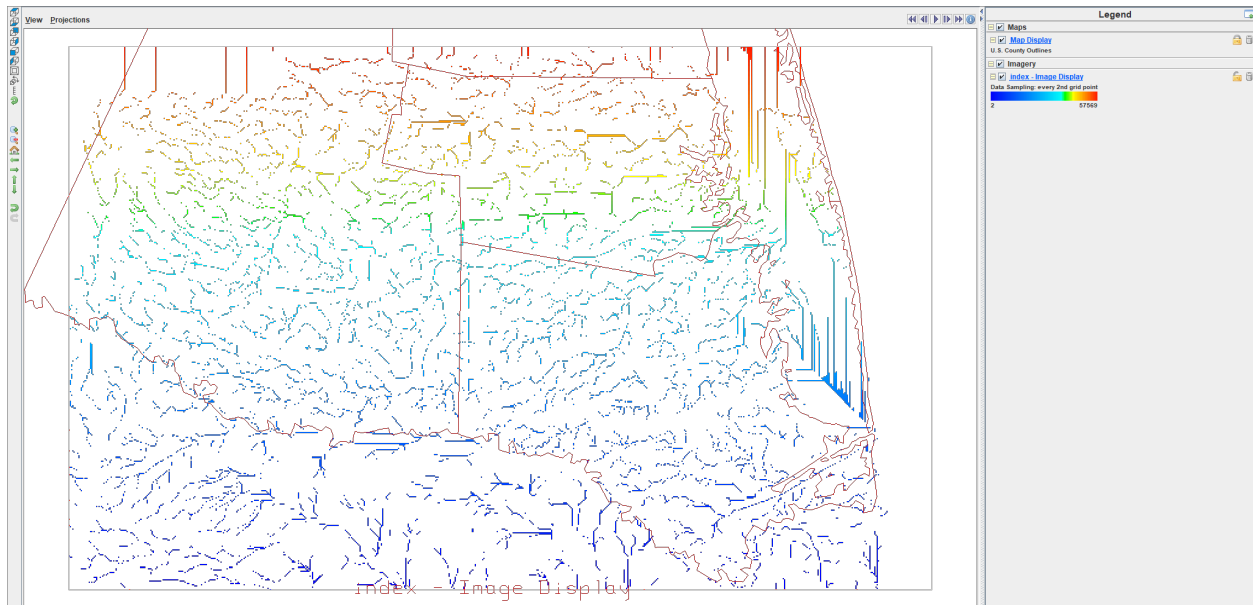 View Projections
Legend
Maps
Map Display
U.S. County Outlines
Imagery
index - Image Display
Data Sampling: every 2nd grid point
2 57569
index - Image Display